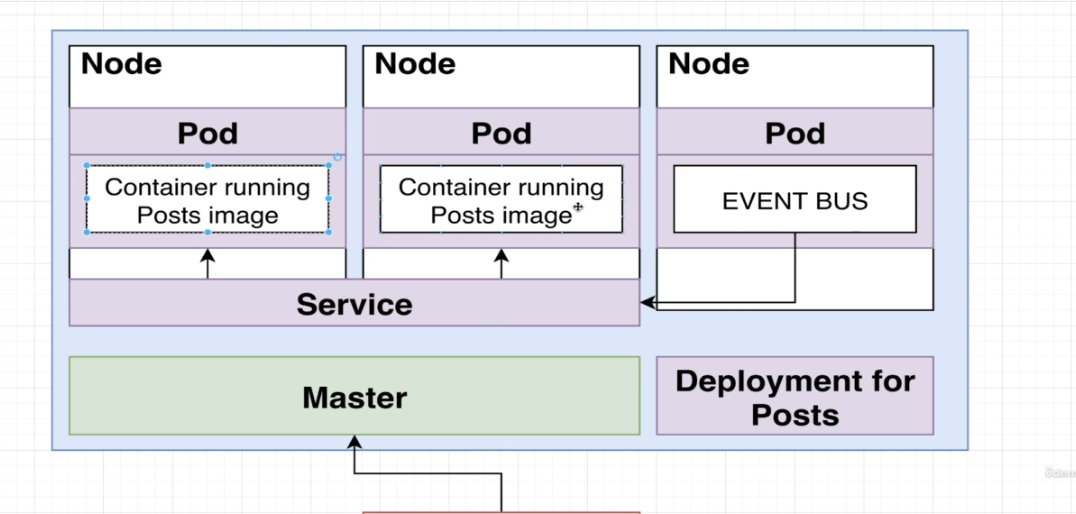 Node
Node
Node
Pod
Pod
Pod
Container running
Posts image
Container running
Posts image
EVENT BUS
Service
Master
Deployment for
Posts